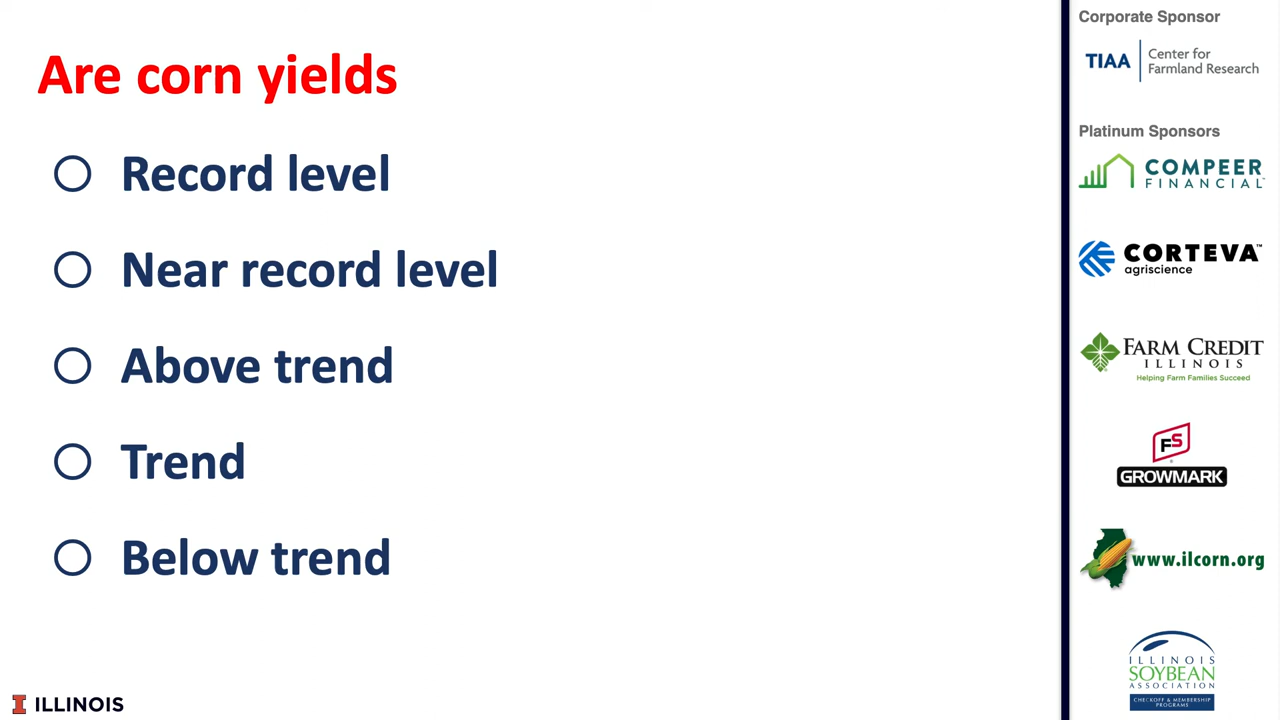 Are corn yields
Record level
Near record level
Above trend
Trend
Below trend
ILLINOIS
Corporate Sponsor
TIAA
Center for
Farmland Research
Platinum Sponsors
COMPEER
FINANCIAL™
CORTEVA™
agriscience
FARM CREDIT
ILLINOIS
Helping Farm Families Succeed
FS
GROWMARK
www.ilcorn.org
ILLINOIS
SOYBEAN
ASSOCIATION
CHECKOFF & MEMBERSHIP
PROGRAMS